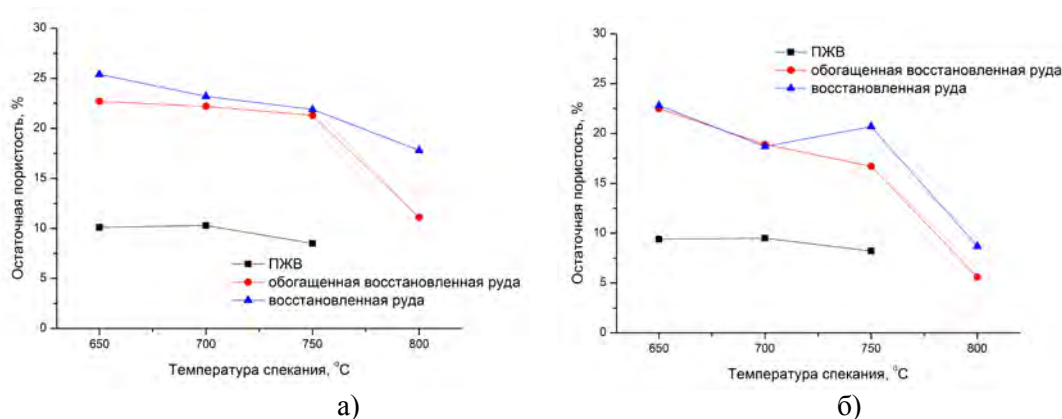 30
25
20
15
10
5
0
Остаточная пористость, %
ПЖВ
обогащенная восстановленная руда
восстановленная руда
650
700
750
800
Температура спекания, °С
а)
30
25
20
15
10
5
0
Остаточная пористость, %
ПЖВ
обогащенная восстановленная руда
восстановленная руда
650
700
750
800
Температура спекания, °С
б)